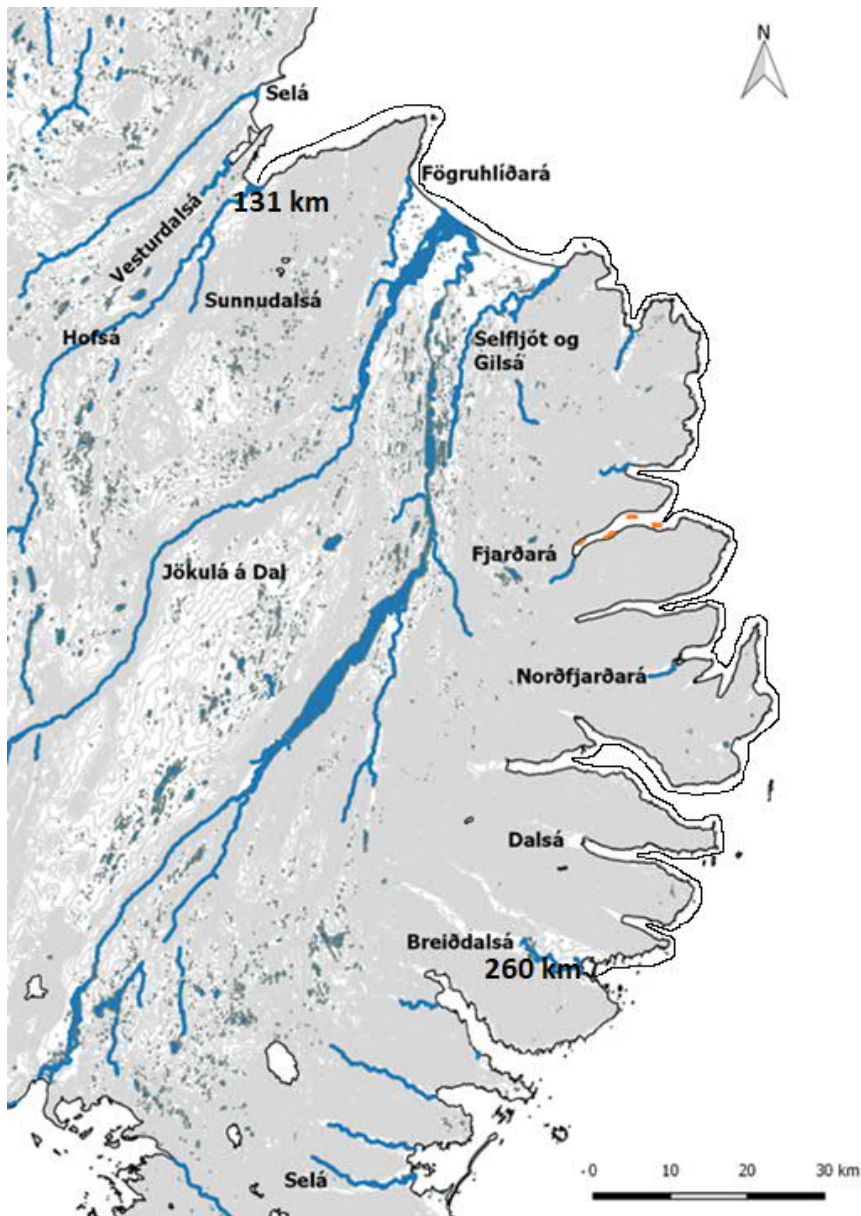 N
Selá
Fögruhlíðará
131 km
Vesturdalsá
Sunnudalsá
Hofsá
Selfljót og
Gilsá
Fjarðará
Jökulá á Dal
Norðfjarðará
Dalsá
Breiðdalsá
260 km
Selá
0 10 20 30 km